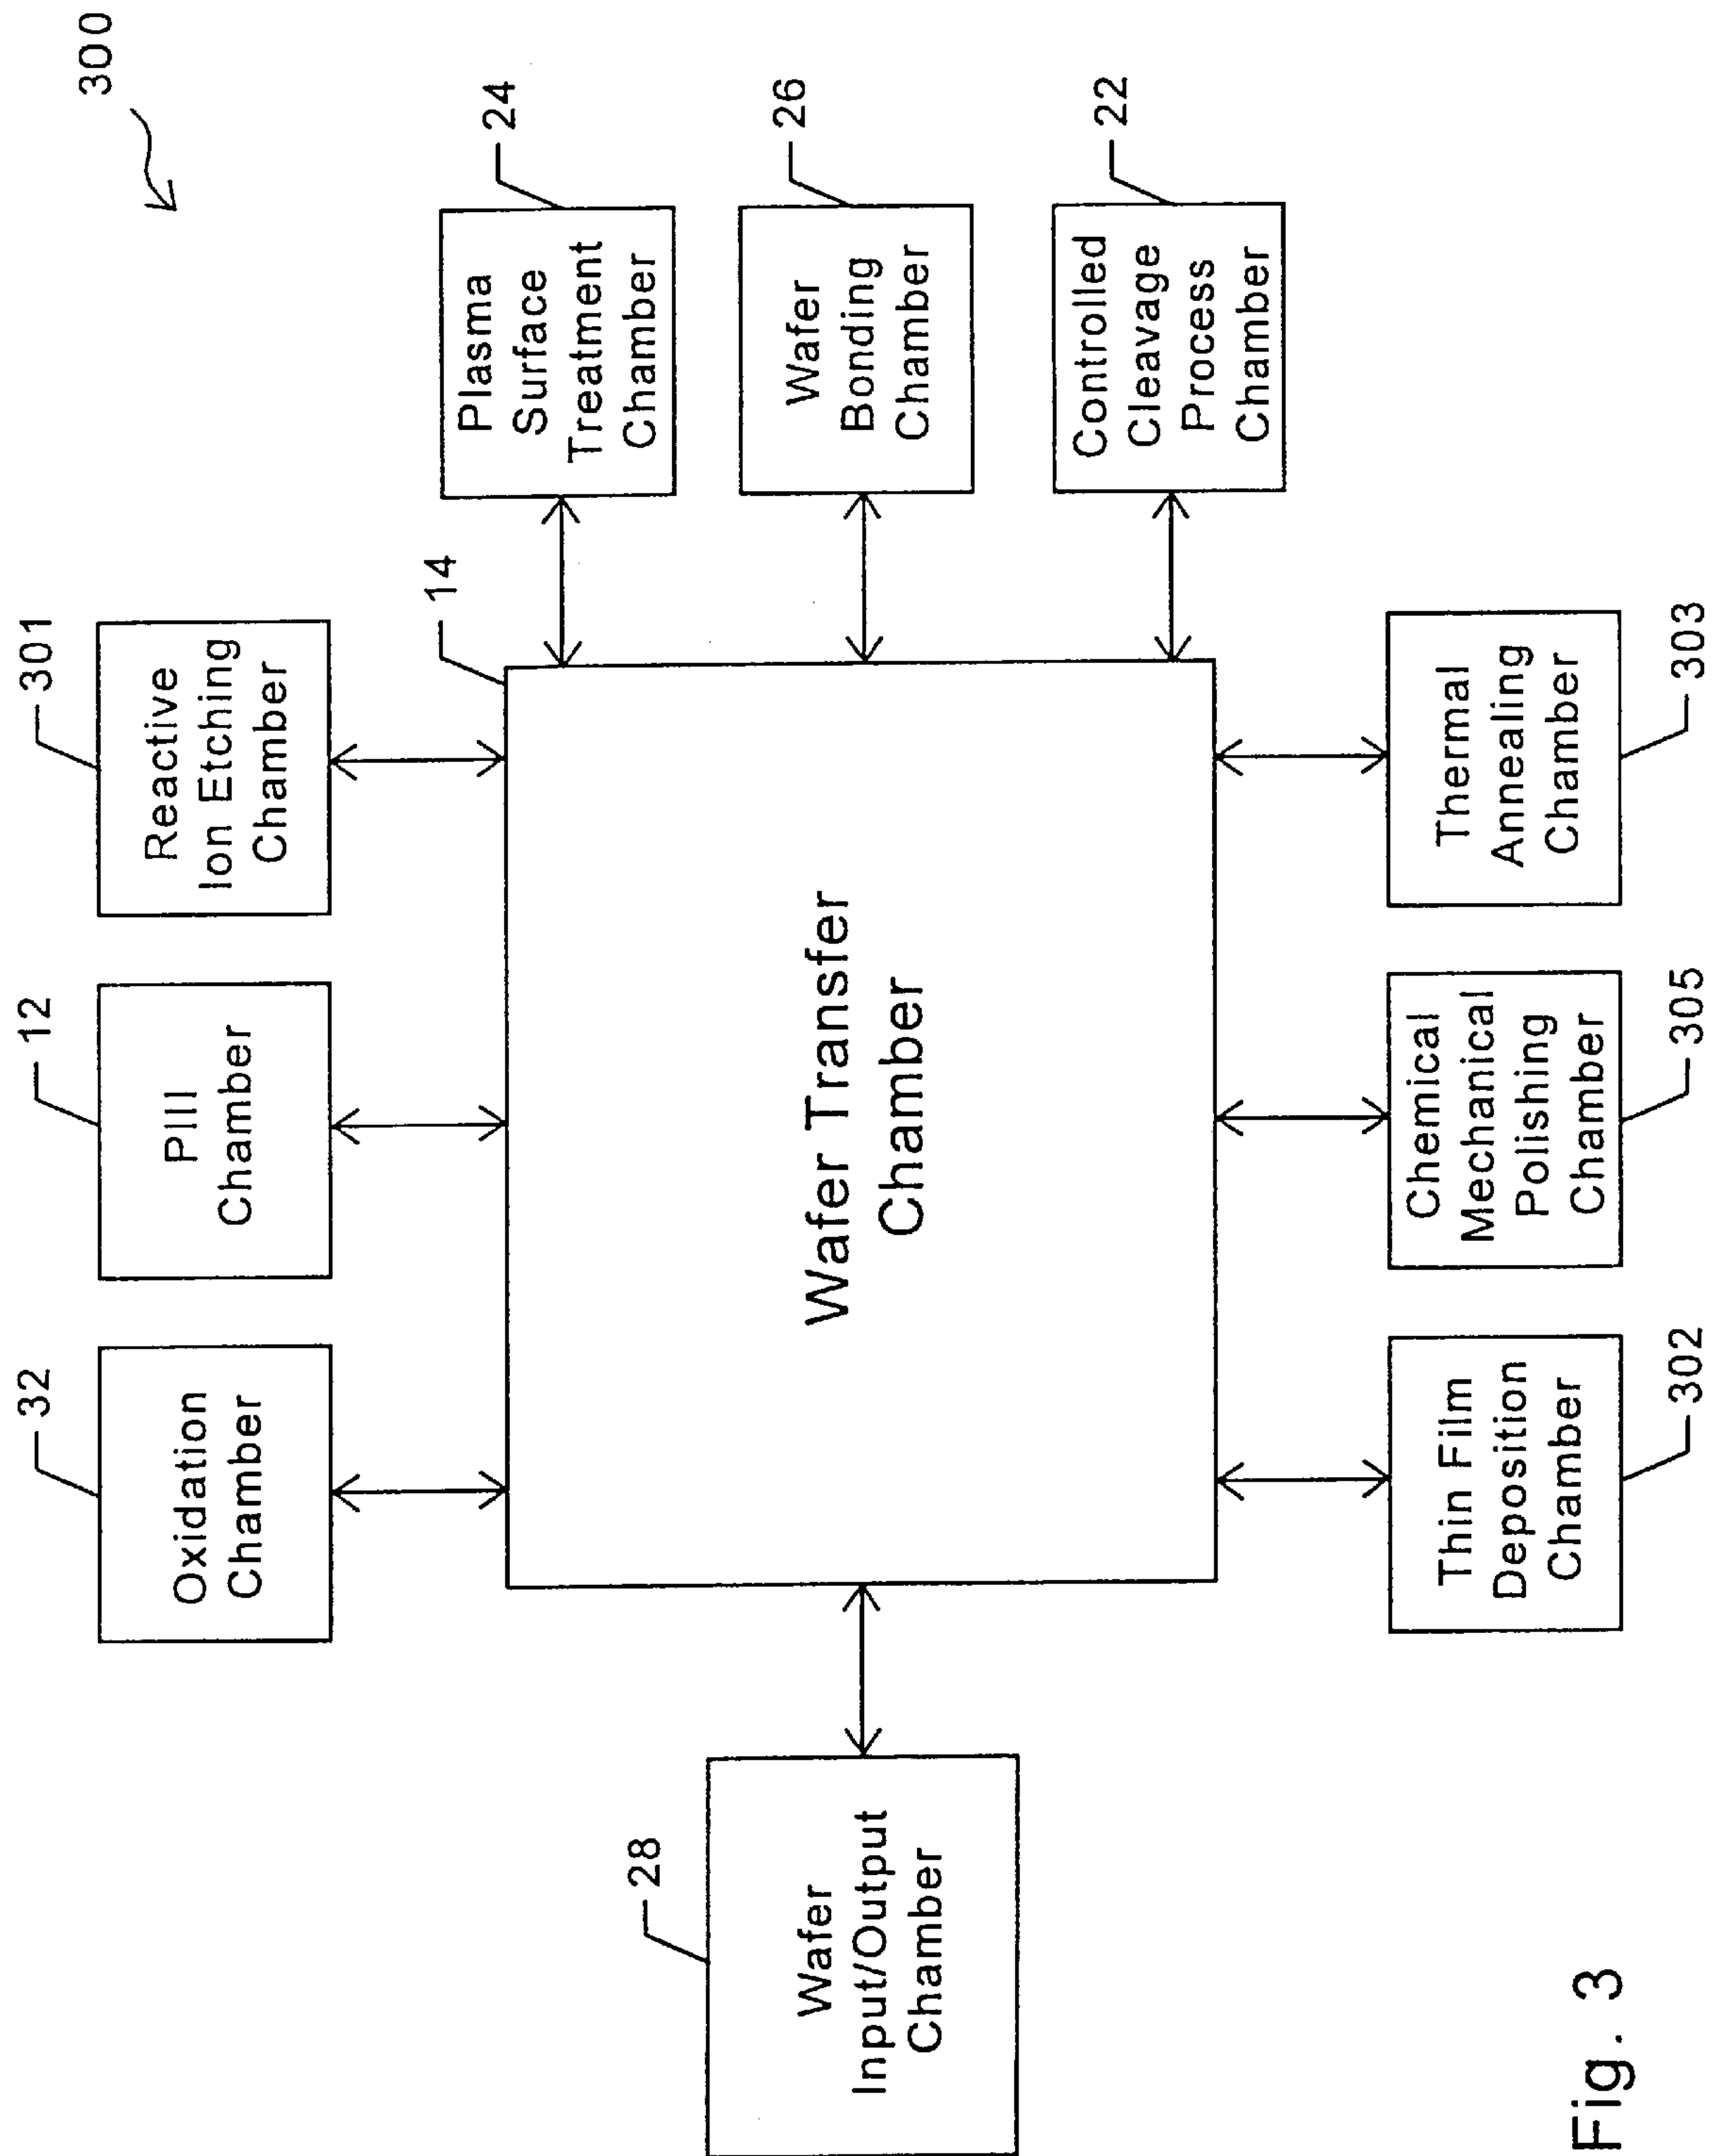 32
12
301
300
Oxidation
Chamber
PIII
Chamber
Reactive
Ion Etching
Chamber
14
24
Plasma
Surface
Treatment
Chamber
28
Wafer
Input/Output
Chamber
Wafer Transfer
Chamber
26
Wafer
Bonding
Chamber
22
Controlled
Cleavage
Process
Chamber
Thin Film
Deposition
Chamber
Chemical
Mechanical
Polishing
Chamber
Thermal
Annealing
Chamber
302
305
303
Fig. 3